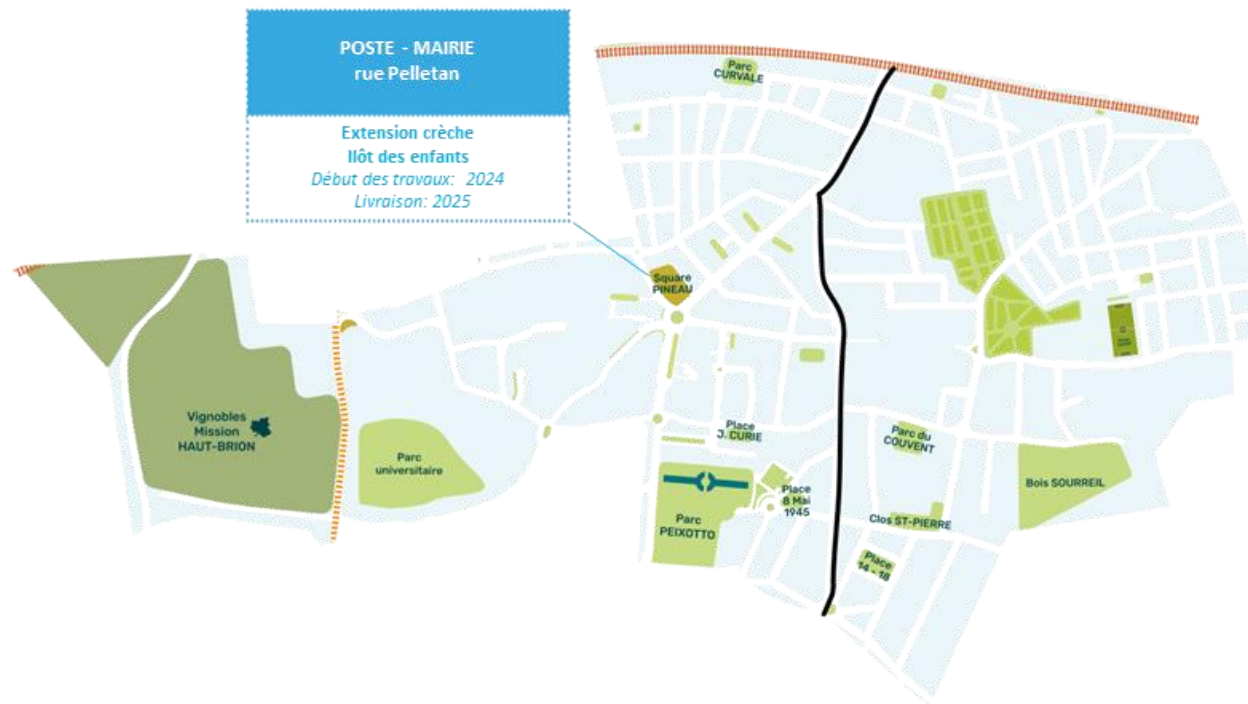 POSTE - MAIRIE
rue Pelletan
Extension crèche
Ilôt des enfants
Début des travaux: 2024
Livraison: 2025
Parc
CURVALE
Square
PINEAU
Vignobles
Mission
HAUT-BRION
Parc
universitaire
Place
J. CURIE
Parc du
COUVENT
Bois SOURREIL
Parc
PEIXOTTO
Place
8 Mai
1945
Clos ST-PIERRE
Place
14 - 18